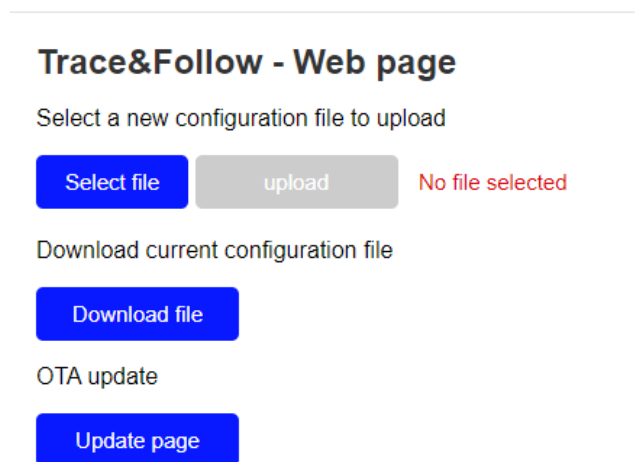 Trace&Follow - Web page
Select a new configuration file to upload
Select file upload No file selected
Download current configuration file
Download file
OTA update
Update page